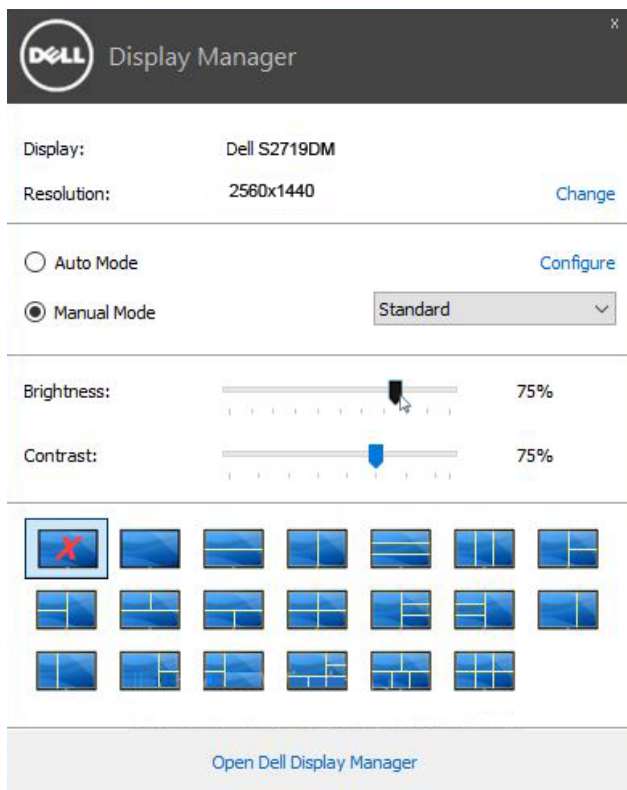 DELL Display Manager x
Display: Dell S2719DM
Resolution: 2560x1440 Change
Auto Mode Configure
Manual Mode Standard
Brightness: 75%
Contrast: 75%
Open Dell Display Manager